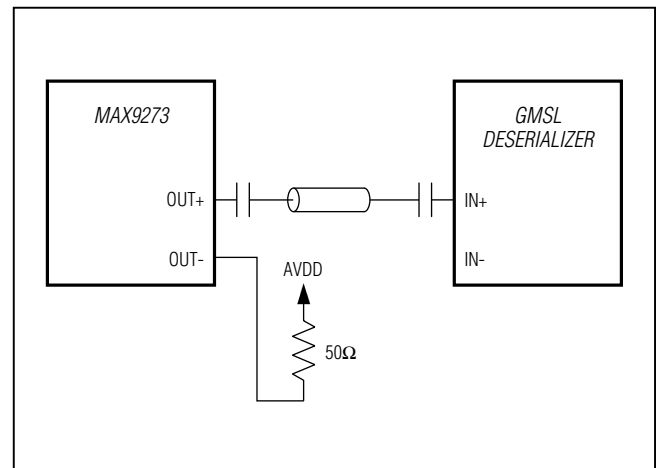 MAX9273
GMSL
DESERIALIZER
OUT+
IN+
OUT-
IN-
AVDD
50Ω